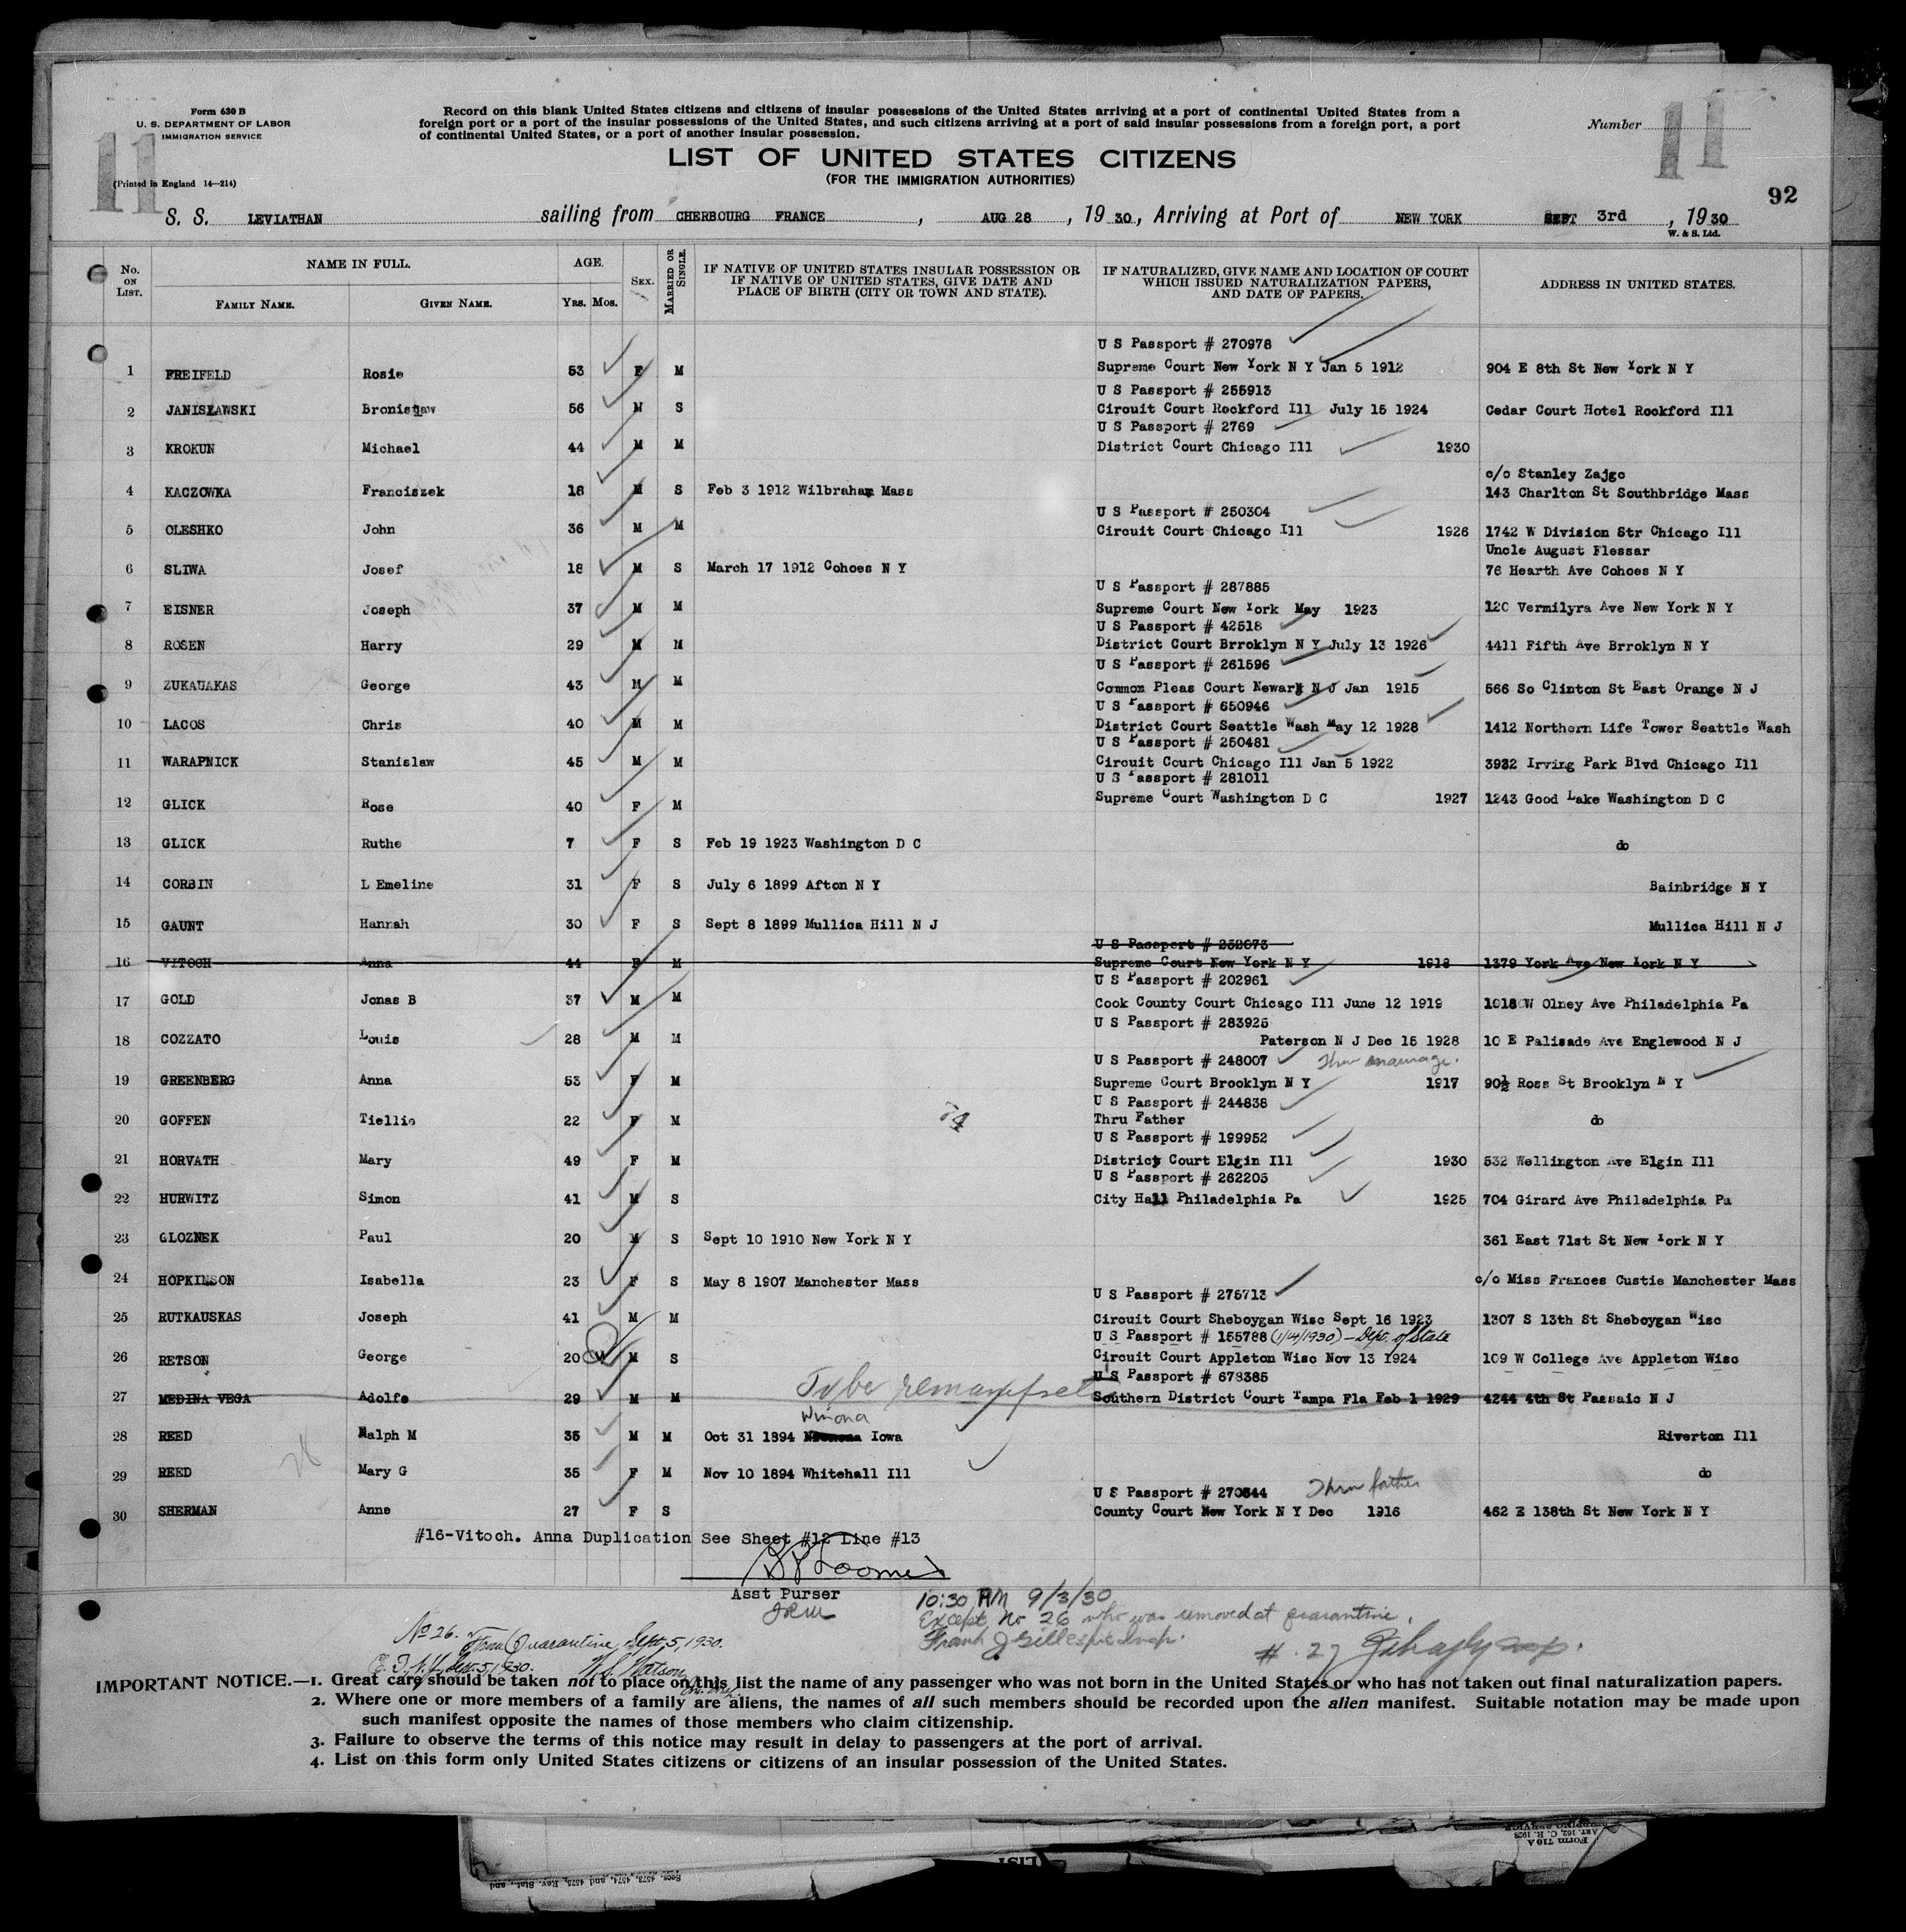 Form 630 B
U. S. DEPARTMENT OF LABOR
IMMIGRATION SERVICE
(Printed in England 14—214)
11
Record on this blank United States citizens and citizens of insular possessions of the United States arriving at a port of continental United States from a
foreign port or a port of the insular possessions of the United States, and such citizens arriving at a port of said insular possessions from a foreign port, a port
of continental United States, or a port of another insular possession.
Number
11
LIST OF UNITED STATES CITIZENS
(FOR THE IMMIGRATION AUTHORITIES)
92
S. S. LEVIATHAN sailing from CHERBOURG FRANCE, AUG 28, 1930, Arriving at Port of NEW YORK SEPT 3rd, 1930
W. & S. Ltd.
No. ON LIST. NAME IN FULL. FAMILY NAME. GIVEN NAME. AGE. Yrs. Mos. SEX. MARRIED OR SINGLE. IF NATIVE OF UNITED STATES INSULAR POSSESSION OR IF NATIVE OF UNITED STATES, GIVE DATE AND PLACE OF BIRTH (CITY OR TOWN AND STATE). IF NATURALIZED, GIVE NAME AND LOCATION OF COURT WHICH ISSUED NATURALIZATION PAPERS, AND DATE OF PAPERS. ADDRESS IN UNITED STATES.
U S Passport # 270978
1 FREIFELD Rosie 53 F M Supreme Court New York N Y Jan 5 1912 904 E 8th St New York N Y
U S Passport # 255913
2 JANISŁAWSKI Bronisław 56 M S Circuit Court Rockford Ill July 15 1924 Cedar Court Hotel Rockford Ill
U S Passport # 2769
3 KROKUN Michael 44 M M District Court Chicago Ill 1930
c/o Stanley Zajgc
4 KACZOWKA Franciszek 18 M S Feb 3 1912 Wilbraham Mass 143 Charlton St Southbridge Mass
U S Passport # 250304
5 OLESHKO John 36 M M Circuit Court Chicago Ill 1926 1742 W Division Str Chicago Ill
Uncle August Flessar
6 SLIWA Josef 18 M S March 17 1912 Cohoes N Y 76 Hearth Ave Cohoes N Y
U S Passport # 287885
7 EISNER Joseph 37 M M Supreme Court New York May 1923 120 Vermilyra Ave New York N Y
U S Passport # 42518
8 ROSEN Harry 29 M M District Court Brroklyn N Y July 13 1926 4411 Fifth Ave Brroklyn N Y
U S Passport # 261596
9 ZUKAUAKAS George 43 M M Common Pleas Court Newark N J Jan 1915 566 So Clinton St East Orange N J
U S Passport # 650946
10 LACOS Chris 40 M M District Court Seattle Wash May 12 1928 1412 Northern Life Tower Seattle Wash
U S Passport # 250481
11 WARAPNICK Stanislaw 45 M M Circuit Court Chicago Ill Jan 5 1922 3932 Irving Park Blvd Chicago Ill
U S Passport # 281011
12 GLICK Rose 40 F M Supreme Court Washington D C 1927 1243 Good Lake Washington D C
13 GLICK Ruthe 7 F S Feb 19 1923 Washington D C do
14 CORBIN L Emeline 31 F S July 6 1899 Afton N Y Bainbridge N Y
15 GAUNT Hannah 30 F S Sept 8 1899 Mullica Hill N J Mullica Hill N J
U S Passport # 232073
16 VITOCH Anna 44 F M Supreme Court New York N Y 1918 1379 York Ave New York N Y
U S Passport # 202961
17 GOLD Jonas B 37 M M Cook County Court Chicago Ill June 12 1919 1018 W Olney Ave Philadelphia Pa
U S Passport # 283925
18 COZZATO Louis 28 M M Paterson N J Dec 15 1928 10 E Palisade Ave Englewood N J
U S Passport # 248007 Thru marriage.
19 GREENBERG Anna 53 F M Supreme Court Brooklyn N Y 1917 90½ Ross St Brooklyn N Y
U S Passport # 244838
20 GOFFEN Tiellie 22 F M Thru Father do
U S Passport # 199952
21 HORVATH Mary 49 F M District Court Elgin Ill 1930 532 Wellington Ave Elgin Ill
U S Passport # 262205
22 HURWITZ Simon 41 M S City Hall Philadelphia Pa 1925 704 Girard Ave Philadelphia Pa
23 GLOZNEK Paul 20 M S Sept 10 1910 New York N Y 361 East 71st St New York N Y
24 HOPKINSON Isabella 23 F S May 8 1907 Manchester Mass c/o Miss Frances Custie Manchester Mass
U S Passport # 275713
25 RUTKAUSKAS Joseph 41 M M Circuit Court Sheboygan Wisc Sept 16 1923 1307 S 13th St Sheboygan Wisc
U S Passport # 155788 (1/14/1930) – Dept. of State
26 RETSON George 20 M S Circuit Court Appleton Wisc Nov 13 1924 109 W College Ave Appleton Wisc
U S Passport # 678385
To be remanifested
27 MEDINA VEGA Adolfo 29 M M Southern District Court Tampa Fla Feb 1 1929 4244 4th St Passaic N J
Winona
28 REED Ralph M 35 M M Oct 31 1894 Iowa Riverton Ill
29 REED Mary G 35 F M Nov 10 1894 Whitehall Ill do
U S Passport # 270844 Thru father
30 SHERMAN Anne 27 F S County Court New York N Y Dec 1916 462 E 138th St New York N Y
#16-Vitoch. Anna Duplication See Sheet #12 Line #13
Asst Purser
10:30 AM 9/3/30
Except No 26 who was removed at quarantine.
Frank J Gillespie Insp.
No 26. From Quarantine, Sept. 5, 1930.
# 27
IMPORTANT NOTICE.—1. Great care should be taken not to place on this list the name of any passenger who was not born in the United States or who has not taken out final naturalization papers.
2. Where one or more members of a family are aliens, the names of all such members should be recorded upon the alien manifest. Suitable notation may be made upon
such manifest opposite the names of those members who claim citizenship.
3. Failure to observe the terms of this notice may result in delay to passengers at the port of arrival.
4. List on this form only United States citizens or citizens of an insular possession of the United States.